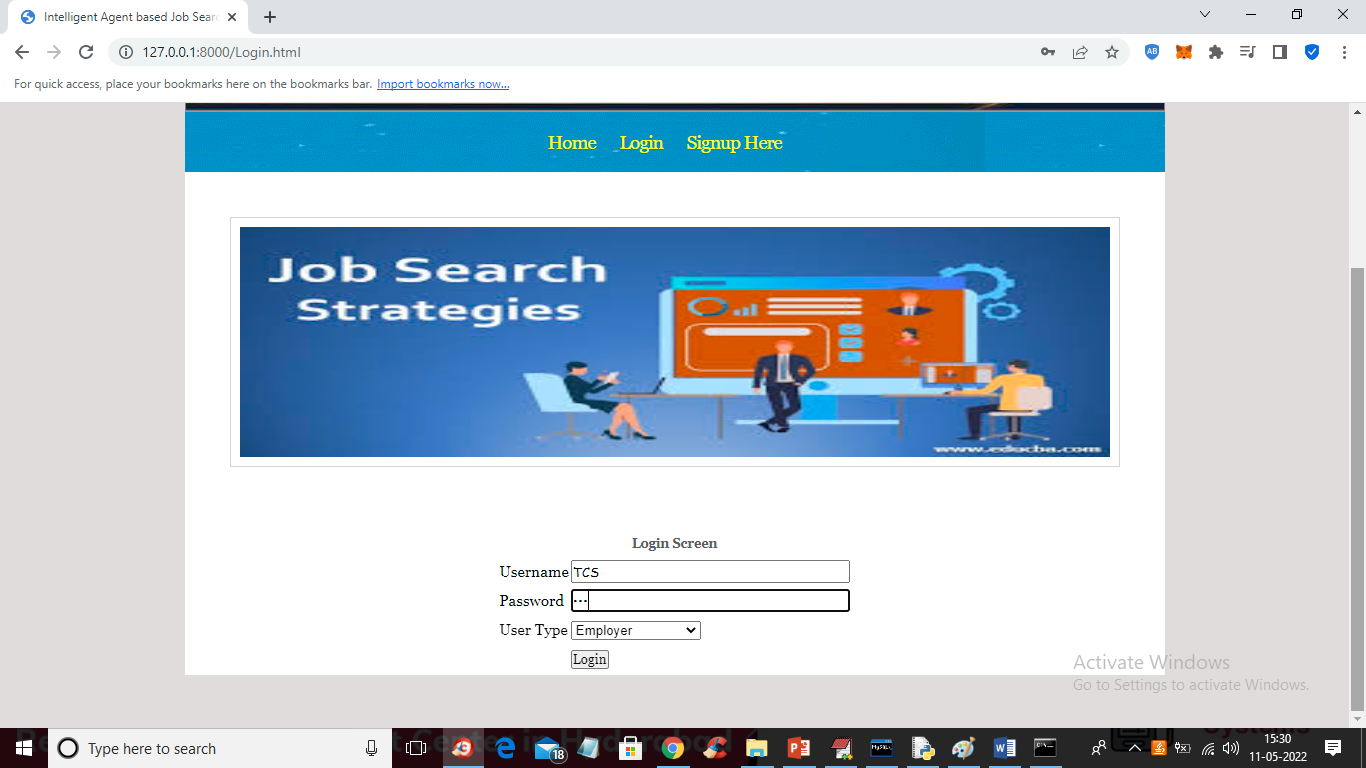 Intelligent Agent based Job Sear
127.0.0.1:8000/Login.html
For quick access, place your bookmarks here on the bookmarks bar. Import bookmarks now...
Home Login Signup Here
Job Search
Strategies
www.educba.com
Login Screen
Username TCS
Password
User Type Employer
Login
Activate Windows
Go to Settings to activate Windows.
Type here to search
18
15:30
11-05-2022